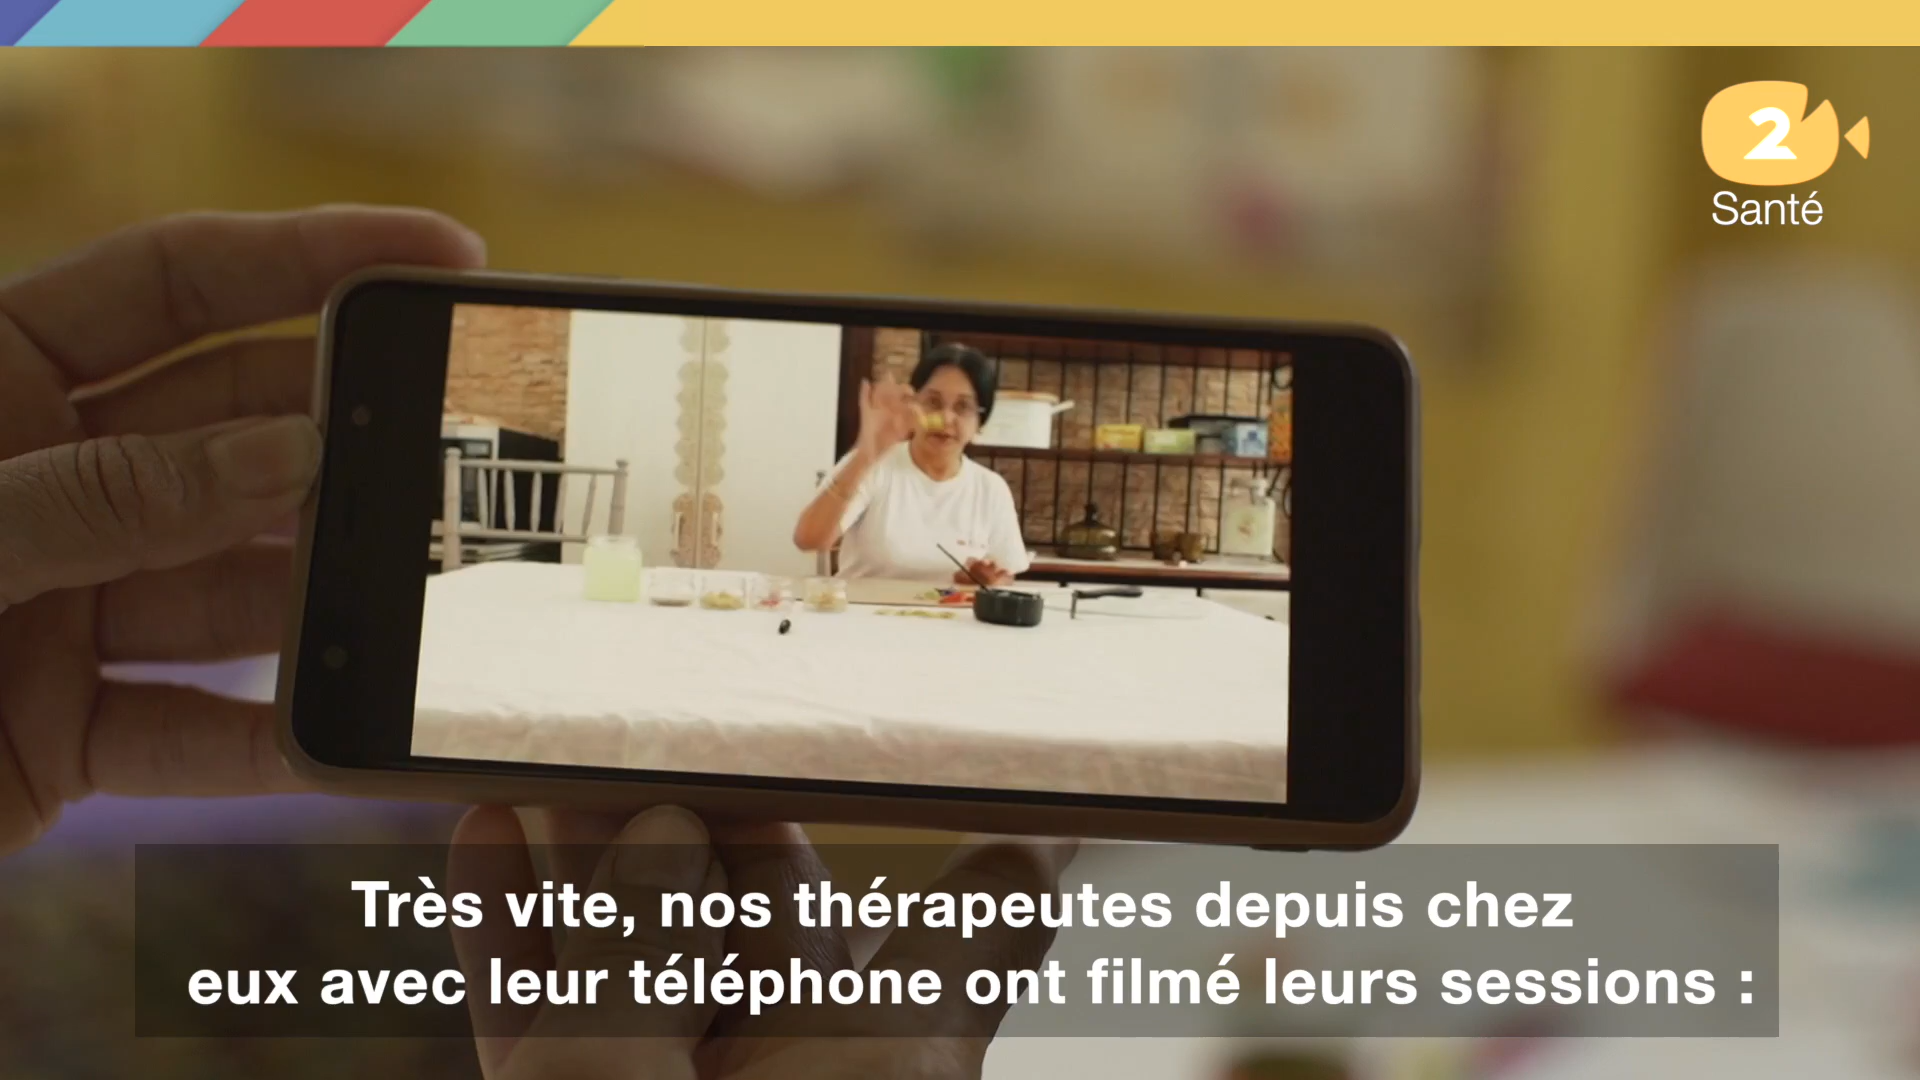 2
Santé
Très vite, nos thérapeutes depuis chez
eux avec leur téléphone ont filmé leurs sessions :